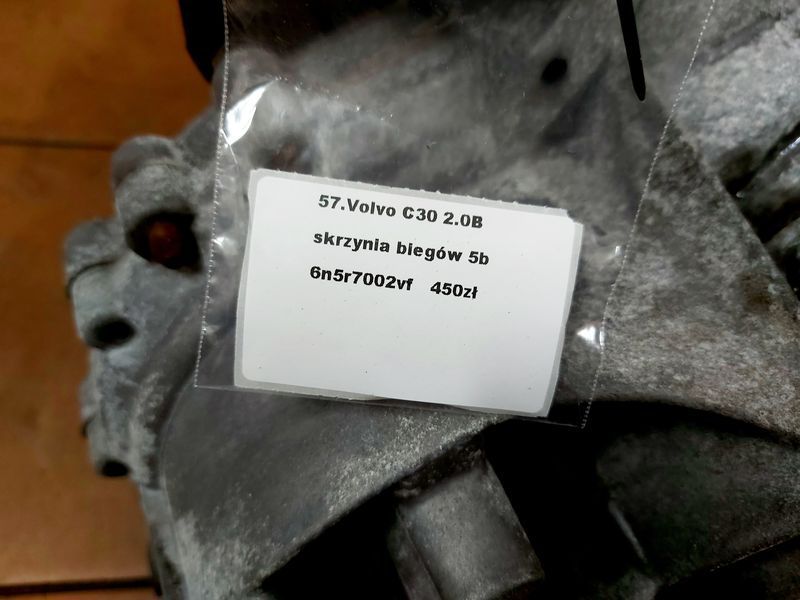 57.Volvo C30 2.0B
skrzynia biegów 5b
6n5r7002vf 450zł